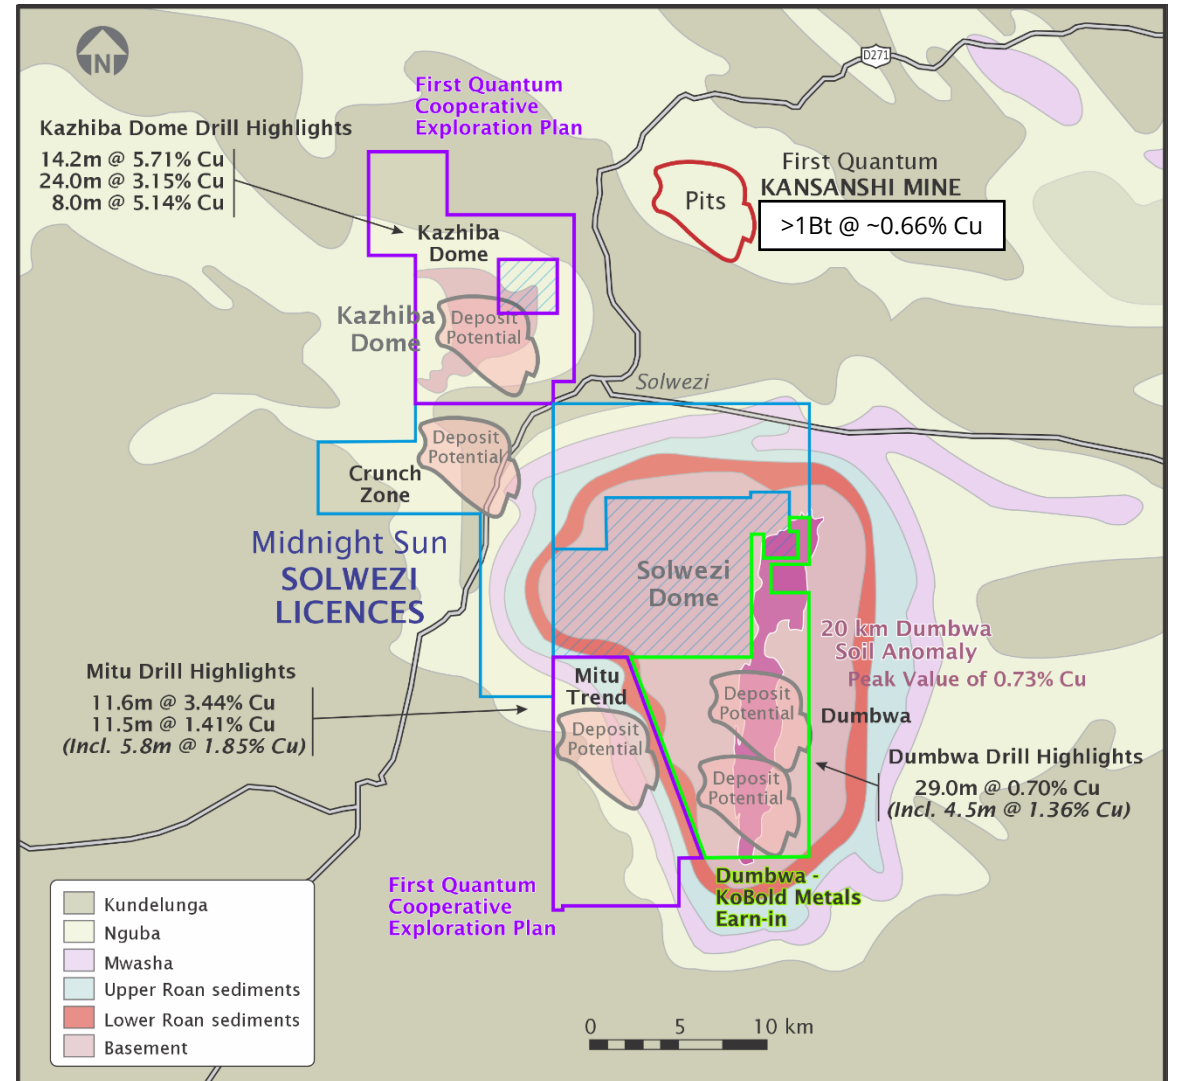 N
D271
First Quantum
Cooperative
Exploration Plan
Kazhiba Dome Drill Highlights
14.2m @ 5.71% Cu
24.0m @ 3.15% Cu
8.0m @ 5.14% Cu
First Quantum
KANSANSHI MINE
Pits
>1Bt @ ~0.66% Cu
Kazhiba
Dome
Kazhiba
Dome
Deposit
Potential
Solwezi
Deposit
Potential
Crunch
Zone
Midnight Sun
SOLWEZI
LICENCES
Solwezi
Dome
20 km Dumbwa
Soil Anomaly
Peak Value of 0.73% Cu
Mitu Drill Highlights
11.6m @ 3.44% Cu
11.5m @ 1.41% Cu
(Incl. 5.8m @ 1.85% Cu)
Mitu
Trend
Deposit
Potential
Deposit
Potential
Dumbwa
Deposit
Potential
Dumbwa Drill Highlights
29.0m @ 0.70% Cu
(Incl. 4.5m @ 1.36% Cu)
First Quantum
Cooperative
Exploration Plan
Dumbwa -
KoBold Metals
Earn-in
Kundelunga
Nguba
Mwasha
Upper Roan sediments
Lower Roan sediments
Basement
0 5 10 km